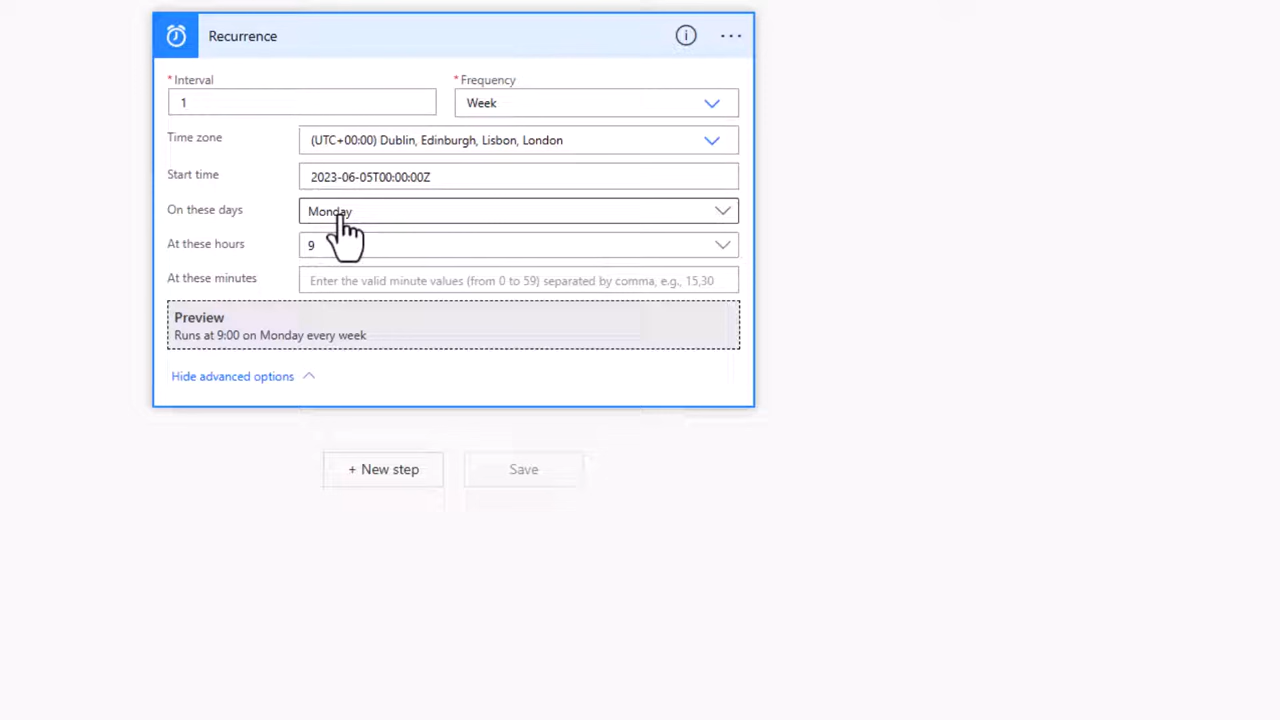 Recurrence
* Interval
* Frequency
1
Week
Time zone
(UTC+00:00) Dublin, Edinburgh, Lisbon, London
Start time
2023-06-05T00:00:00Z
On these days
Monday
At these hours
9
At these minutes
Enter the valid minute values (from 0 to 59) separated by comma, e.g., 15,30
Preview
Runs at 9:00 on Monday every week
Hide advanced options
+ New step
Save